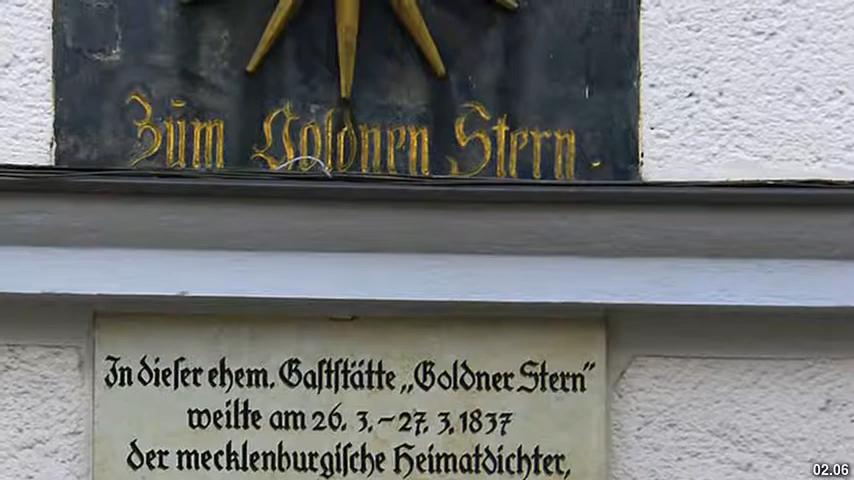 Zum Goldnen Stern
In dieser ehem. Gaststätte „Goldner Stern“
weilte am 26. 3.–27. 3. 1837
der mecklenburgische Heimatdichter,
02.06